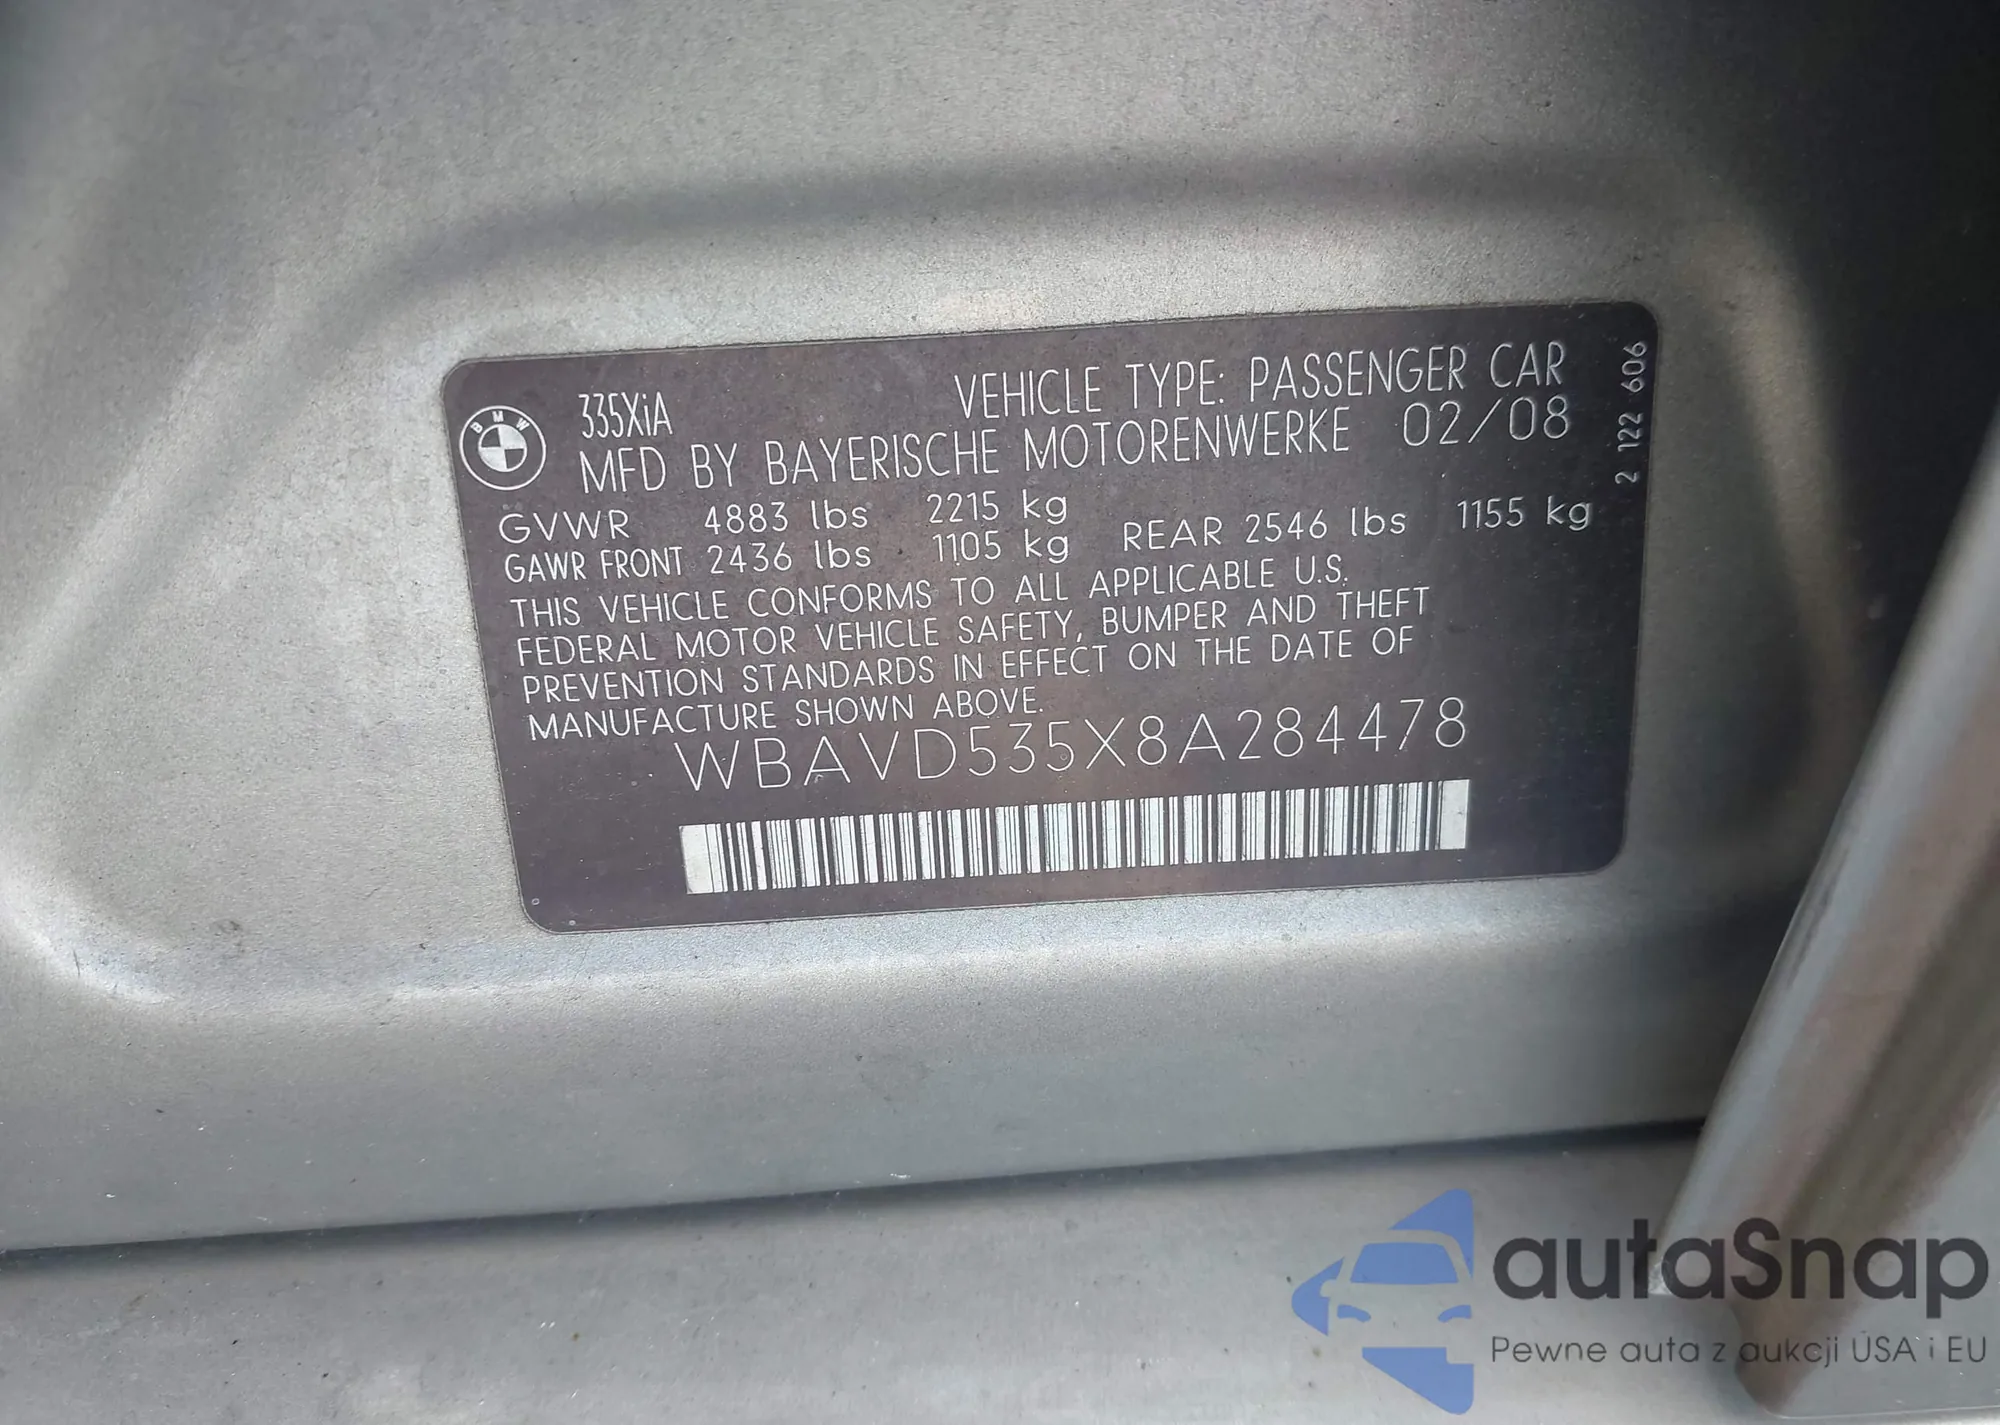 BMW
335XiA
VEHICLE TYPE: PASSENGER CAR
MFD BY BAYERISCHE MOTORENWERKE 02/08
GVWR 4883 lbs 2215 kg
GAWR FRONT 2436 lbs 1105 kg REAR 2546 lbs 1155 kg
THIS VEHICLE CONFORMS TO ALL APPLICABLE U.S.
FEDERAL MOTOR VEHICLE SAFETY, BUMPER AND THEFT
PREVENTION STANDARDS IN EFFECT ON THE DATE OF
MANUFACTURE SHOWN ABOVE.
WBAVD535X8A284478
2 122 606
autaSnap
Pewne auta z aukcji USA i EU